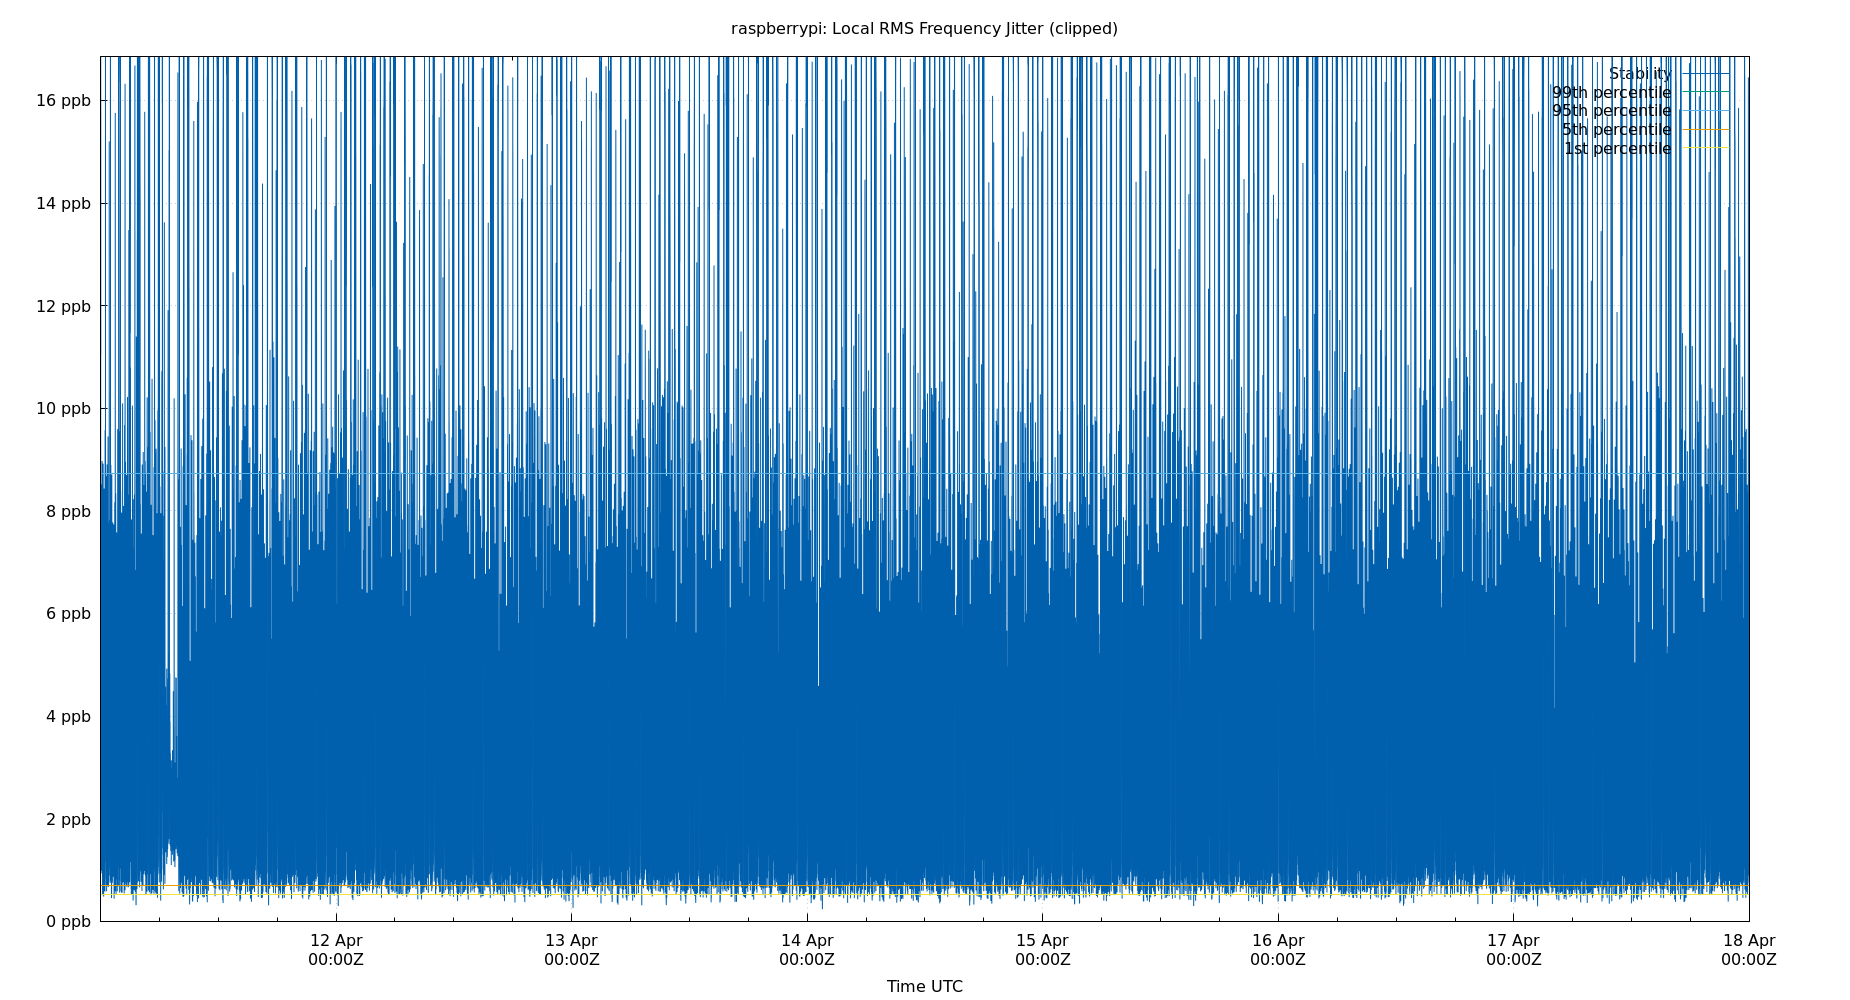 raspberrypi: Local RMS Frequency Jitter (clipped)
Stability
99th percentile
95th percentile
5th percentile
1st percentile
16 ppb
14 ppb
12 ppb
10 ppb
8 ppb
6 ppb
4 ppb
2 ppb
0 ppb
12 Apr 13 Apr 14 Apr 15 Apr 16 Apr 17 Apr 18 Apr
00:00Z 00:00Z 00:00Z 00:00Z 00:00Z 00:00Z 00:00Z
Time UTC